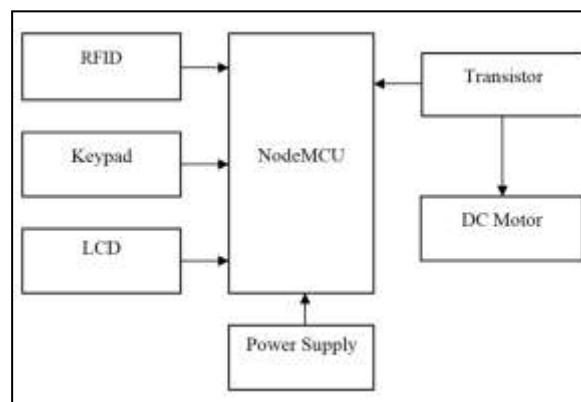 RFID
Keypad
LCD
NodeMCU
Transistor
DC Motor
Power Supply